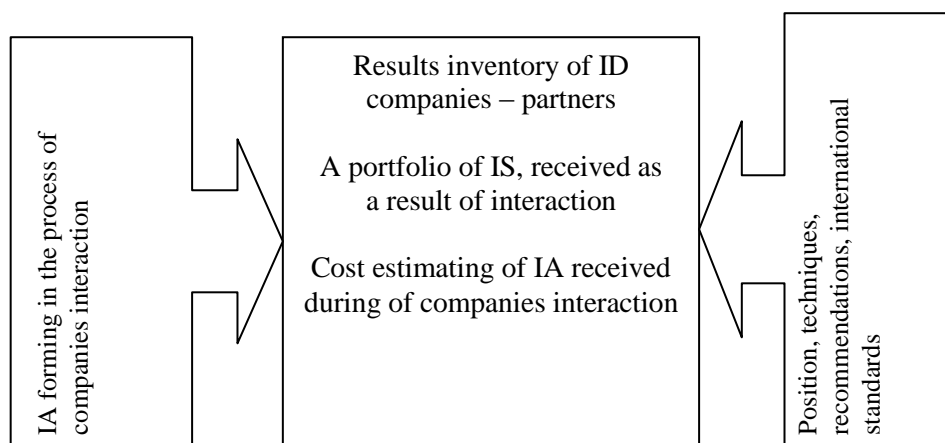 IA forming in the process of
companies interaction
Results inventory of ID
companies – partners
A portfolio of IS, received as
a result of interaction
Cost estimating of IA received
during of companies interaction
Position, techniques,
recommendations, international
standards